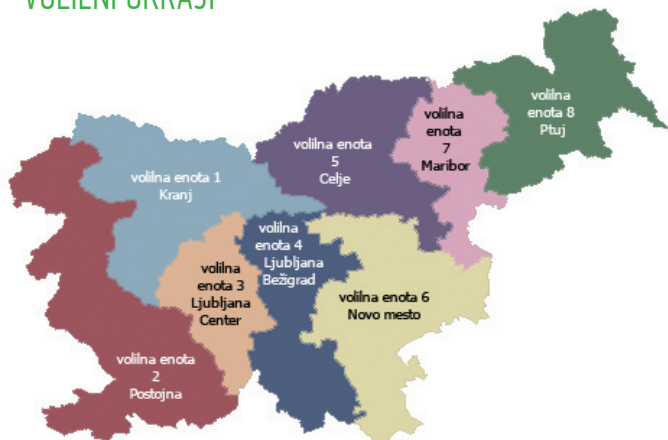 VOLILNI OKRAJI
volilna
enota 8
Ptuj
volilna
enota
7
Maribor
volilna enota
5
Celje
volilna enota 1
Kranj
volilna
enota 4
Ljubljana
Bežigrad
volilna
enota 3
Ljubljana
Center
volilna enota 6
Novo mesto
volilna enota
2
Postojna